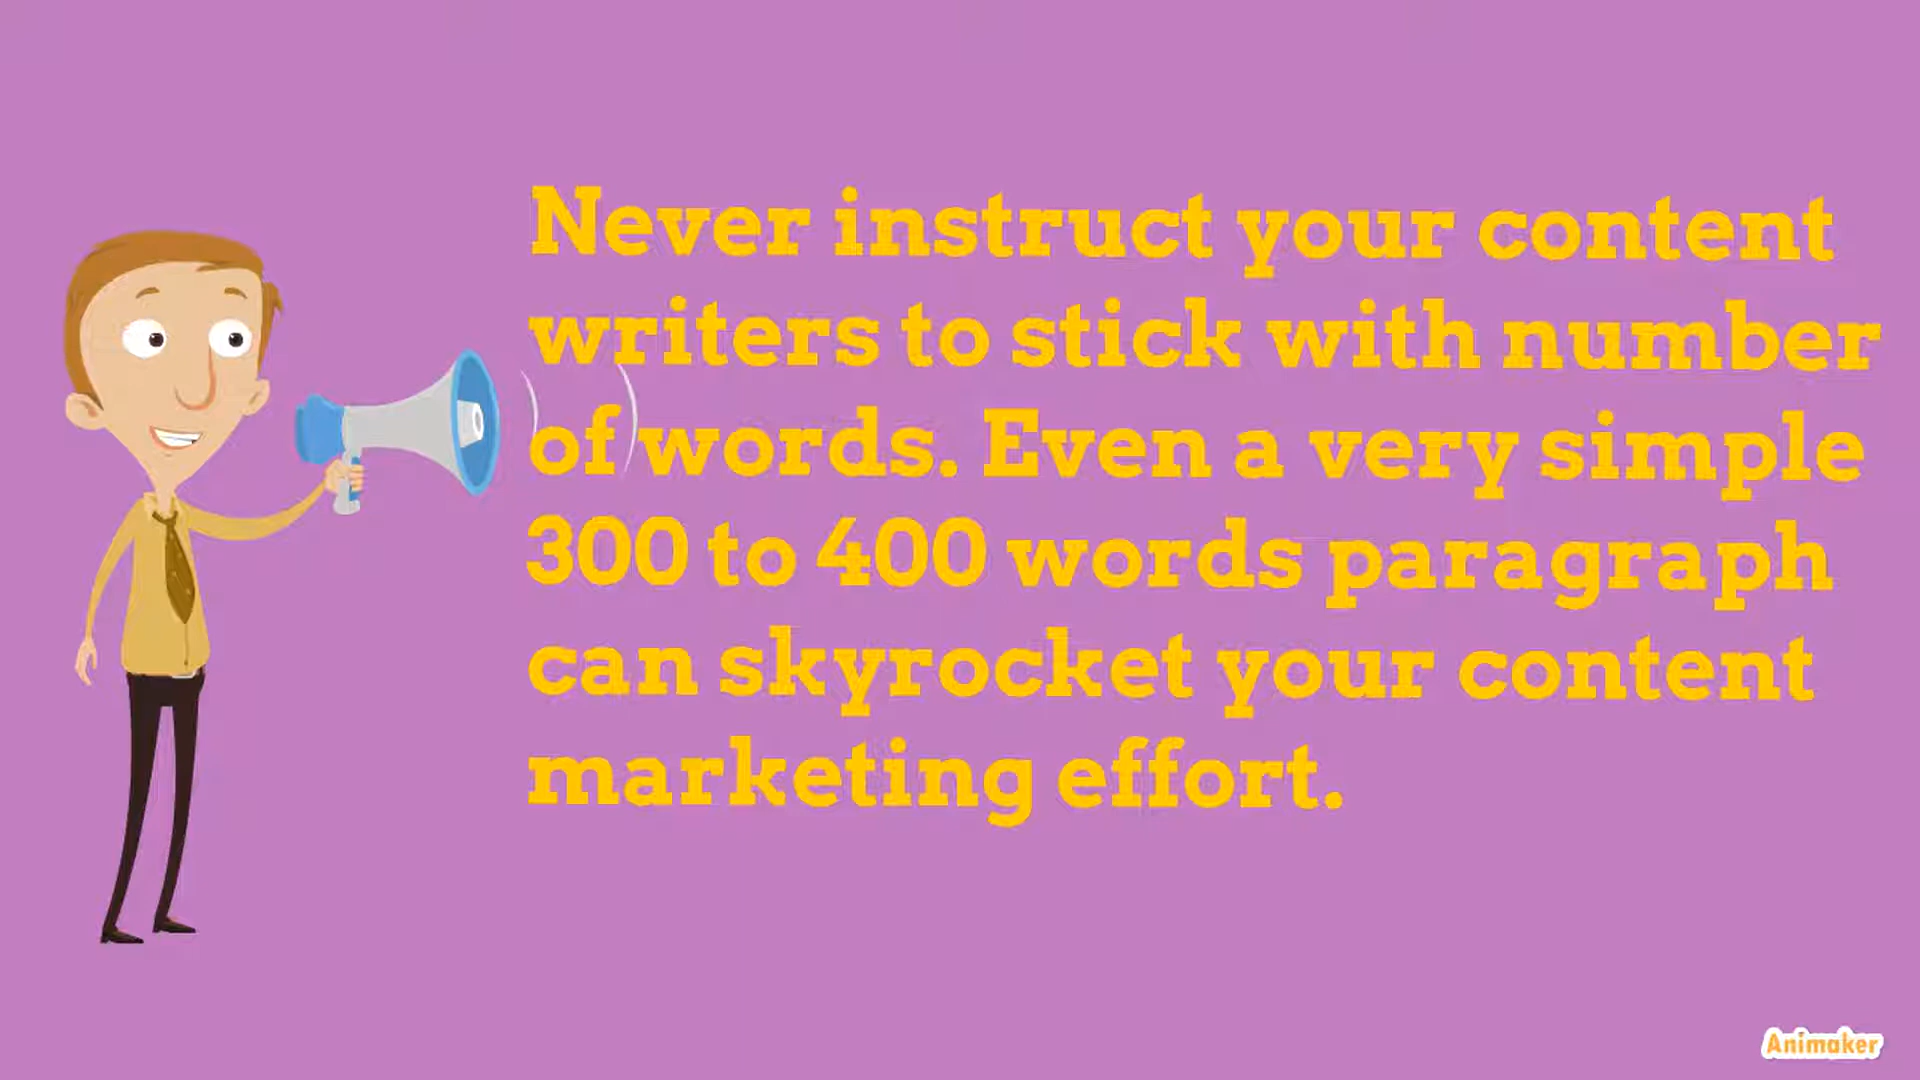 Never instruct your content
writers to stick with number
of words. Even a very simple
300 to 400 words paragraph
can skyrocket your content
marketing effort.
Animaker